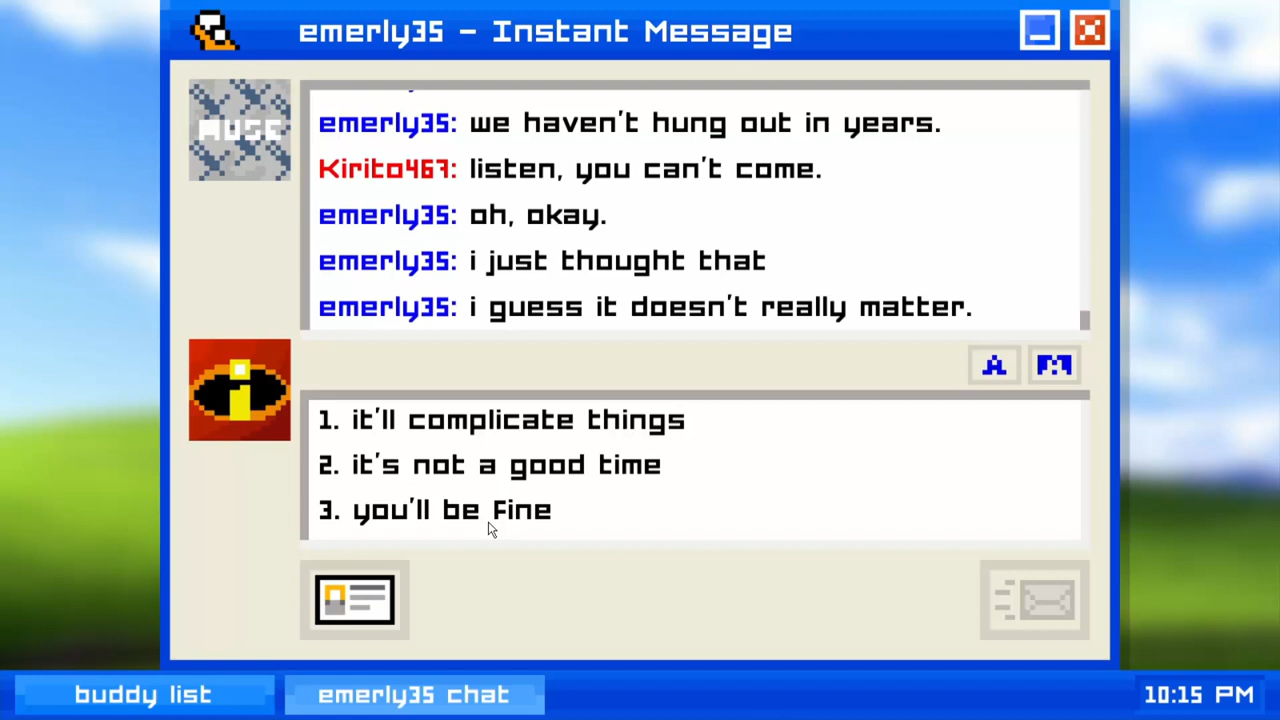 emerly35 - Instant Message
MUSE
emerly35: we haven't hung out in years.
Kirito467: listen, you can't come.
emerly35: oh, okay.
emerly35: i just thought that
emerly35: i guess it doesn't really matter.
A
1. it'll complicate things
2. it's not a good time
3. you'll be fine
buddy list
emerly35 chat
10:15 PM